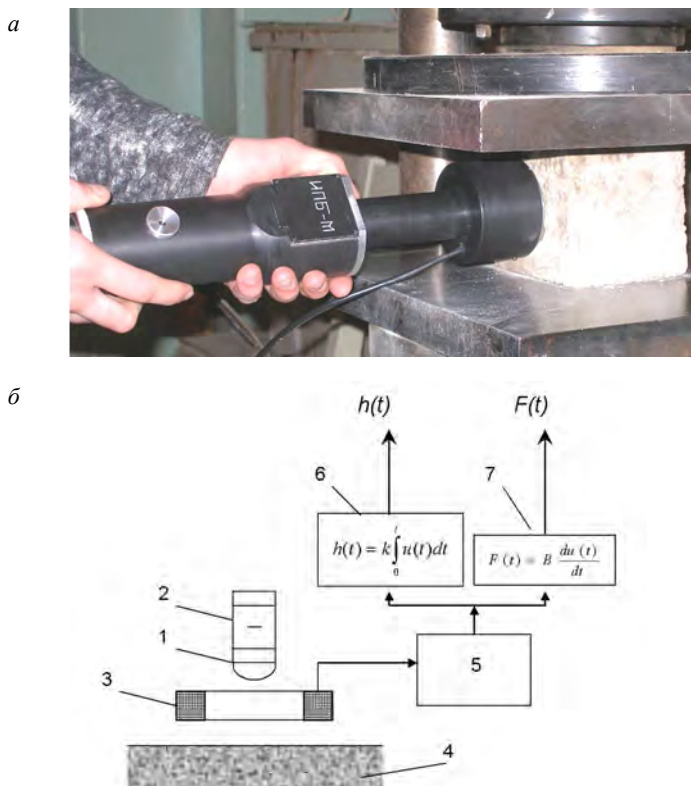 а
ИПБ-М
б
h(t) F(t)
6 7
h(t) = k∫₀ᵗ u(t)dt
F (t) = B du (t)/dt
2
1
3
5
4